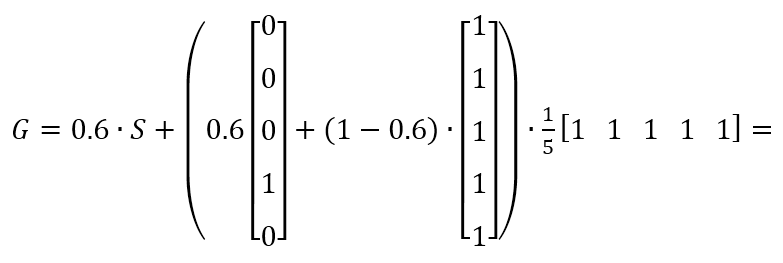 G = 0.6 · S + ( 0.6 [0 0 0 1 0] + (1 − 0.6) · [1 1 1 1 1] ) · 1/5 [1 1 1 1 1] =